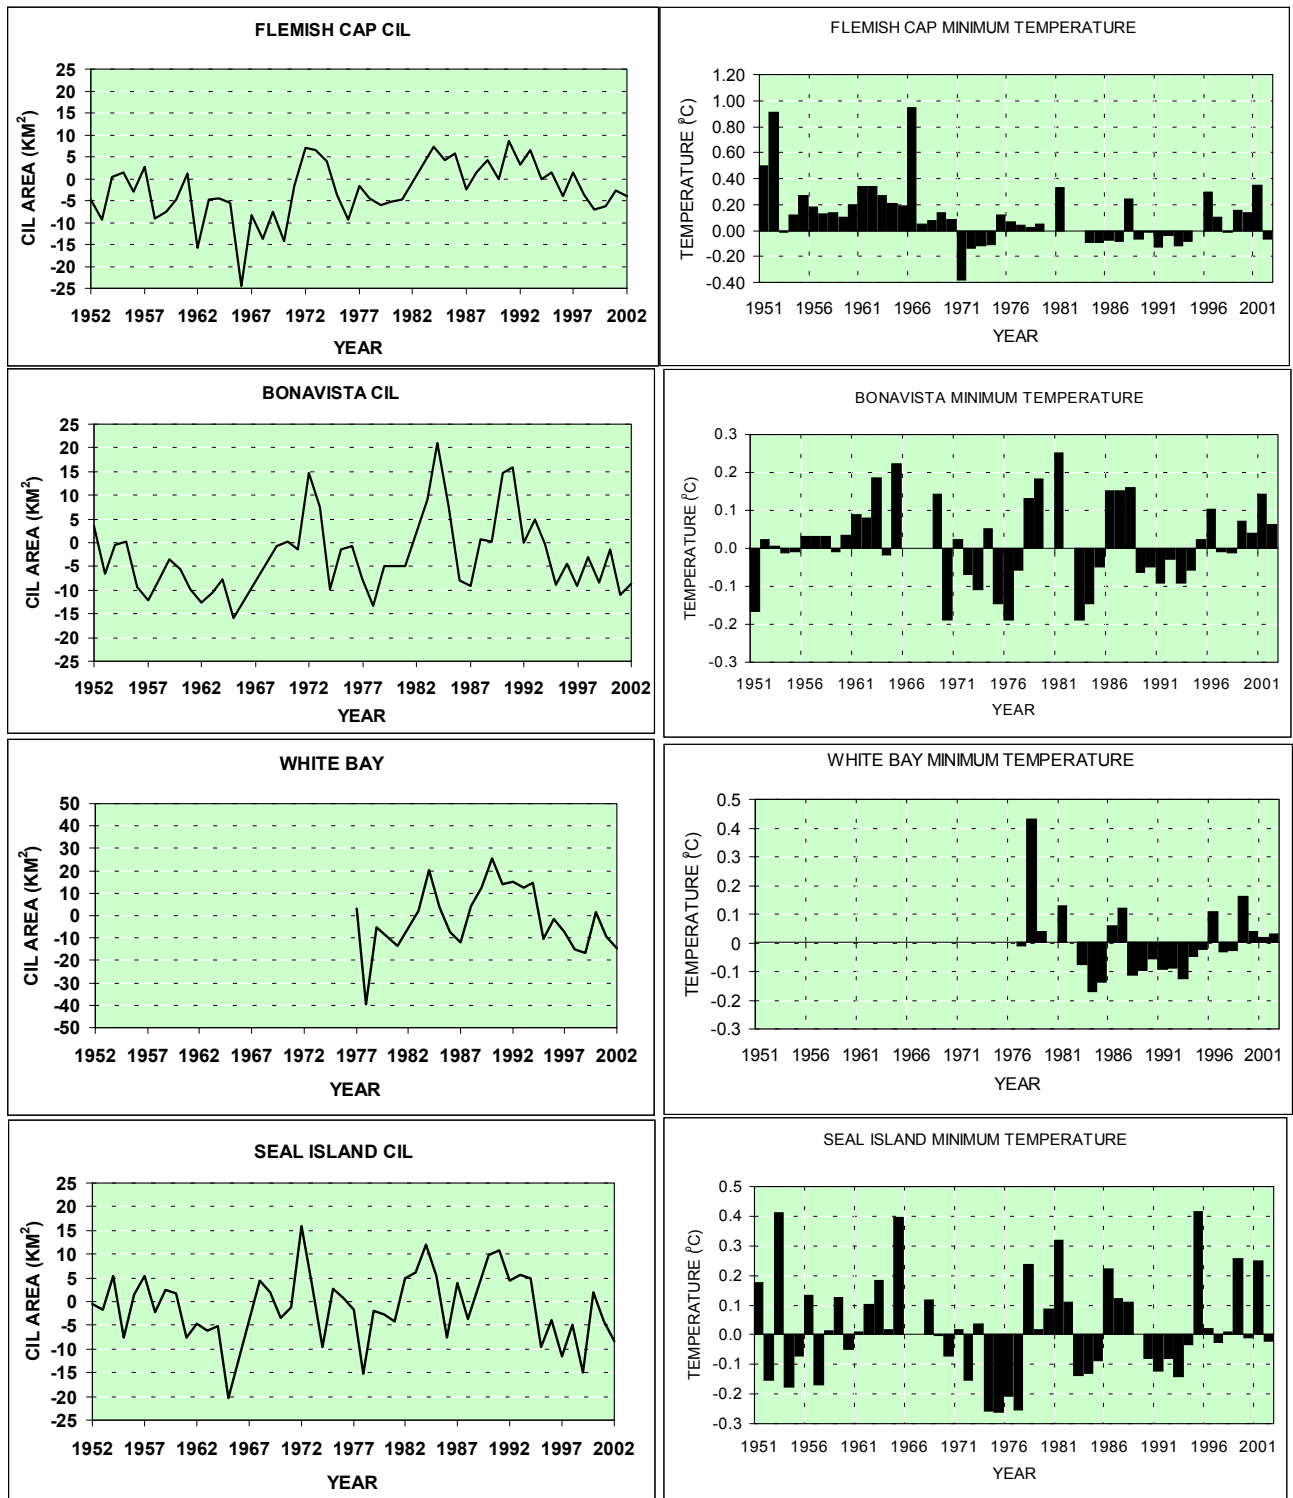 FLEMISH CAP CIL
CIL AREA (KM²)
25
20
15
10
5
0
-5
-10
-15
-20
-25
1952 1957 1962 1967 1972 1977 1982 1987 1992 1997 2002
YEAR
FLEMISH CAP MINIMUM TEMPERATURE
TEMPERATURE (ºC)
1.20
1.00
0.80
0.60
0.40
0.20
0.00
-0.20
-0.40
1951 1956 1961 1966 1971 1976 1981 1986 1991 1996 2001
YEAR
BONAVISTA CIL
CIL AREA (KM²)
25
20
15
10
5
0
-5
-10
-15
-20
-25
1952 1957 1962 1967 1972 1977 1982 1987 1992 1997 2002
YEAR
BONAVISTA MINIMUM TEMPERATURE
TEMPERATURE (ºC)
0.3
0.2
0.1
0.0
-0.1
-0.2
-0.3
1951 1956 1961 1966 1971 1976 1981 1986 1991 1996 2001
YEAR
WHITE BAY
CIL AREA (KM²)
50
40
30
20
10
0
-10
-20
-30
-40
-50
1952 1957 1962 1967 1972 1977 1982 1987 1992 1997 2002
YEAR
WHITE BAY MINIMUM TEMPERATURE
TEMPERATURE (ºC)
0.5
0.4
0.3
0.2
0.1
0
-0.1
-0.2
-0.3
1951 1956 1961 1966 1971 1976 1981 1986 1991 1996 2001
YEAR
SEAL ISLAND CIL
CIL AREA (KM²)
25
20
15
10
5
0
-5
-10
-15
-20
-25
1952 1957 1962 1967 1972 1977 1982 1987 1992 1997 2002
YEAR
SEAL ISLAND MINIMUM TEMPERATURE
TEMPERATURE (ºC)
0.5
0.4
0.3
0.2
0.1
0.0
-0.1
-0.2
-0.3
1951 1956 1961 1966 1971 1976 1981 1986 1991 1996 2001
YEAR